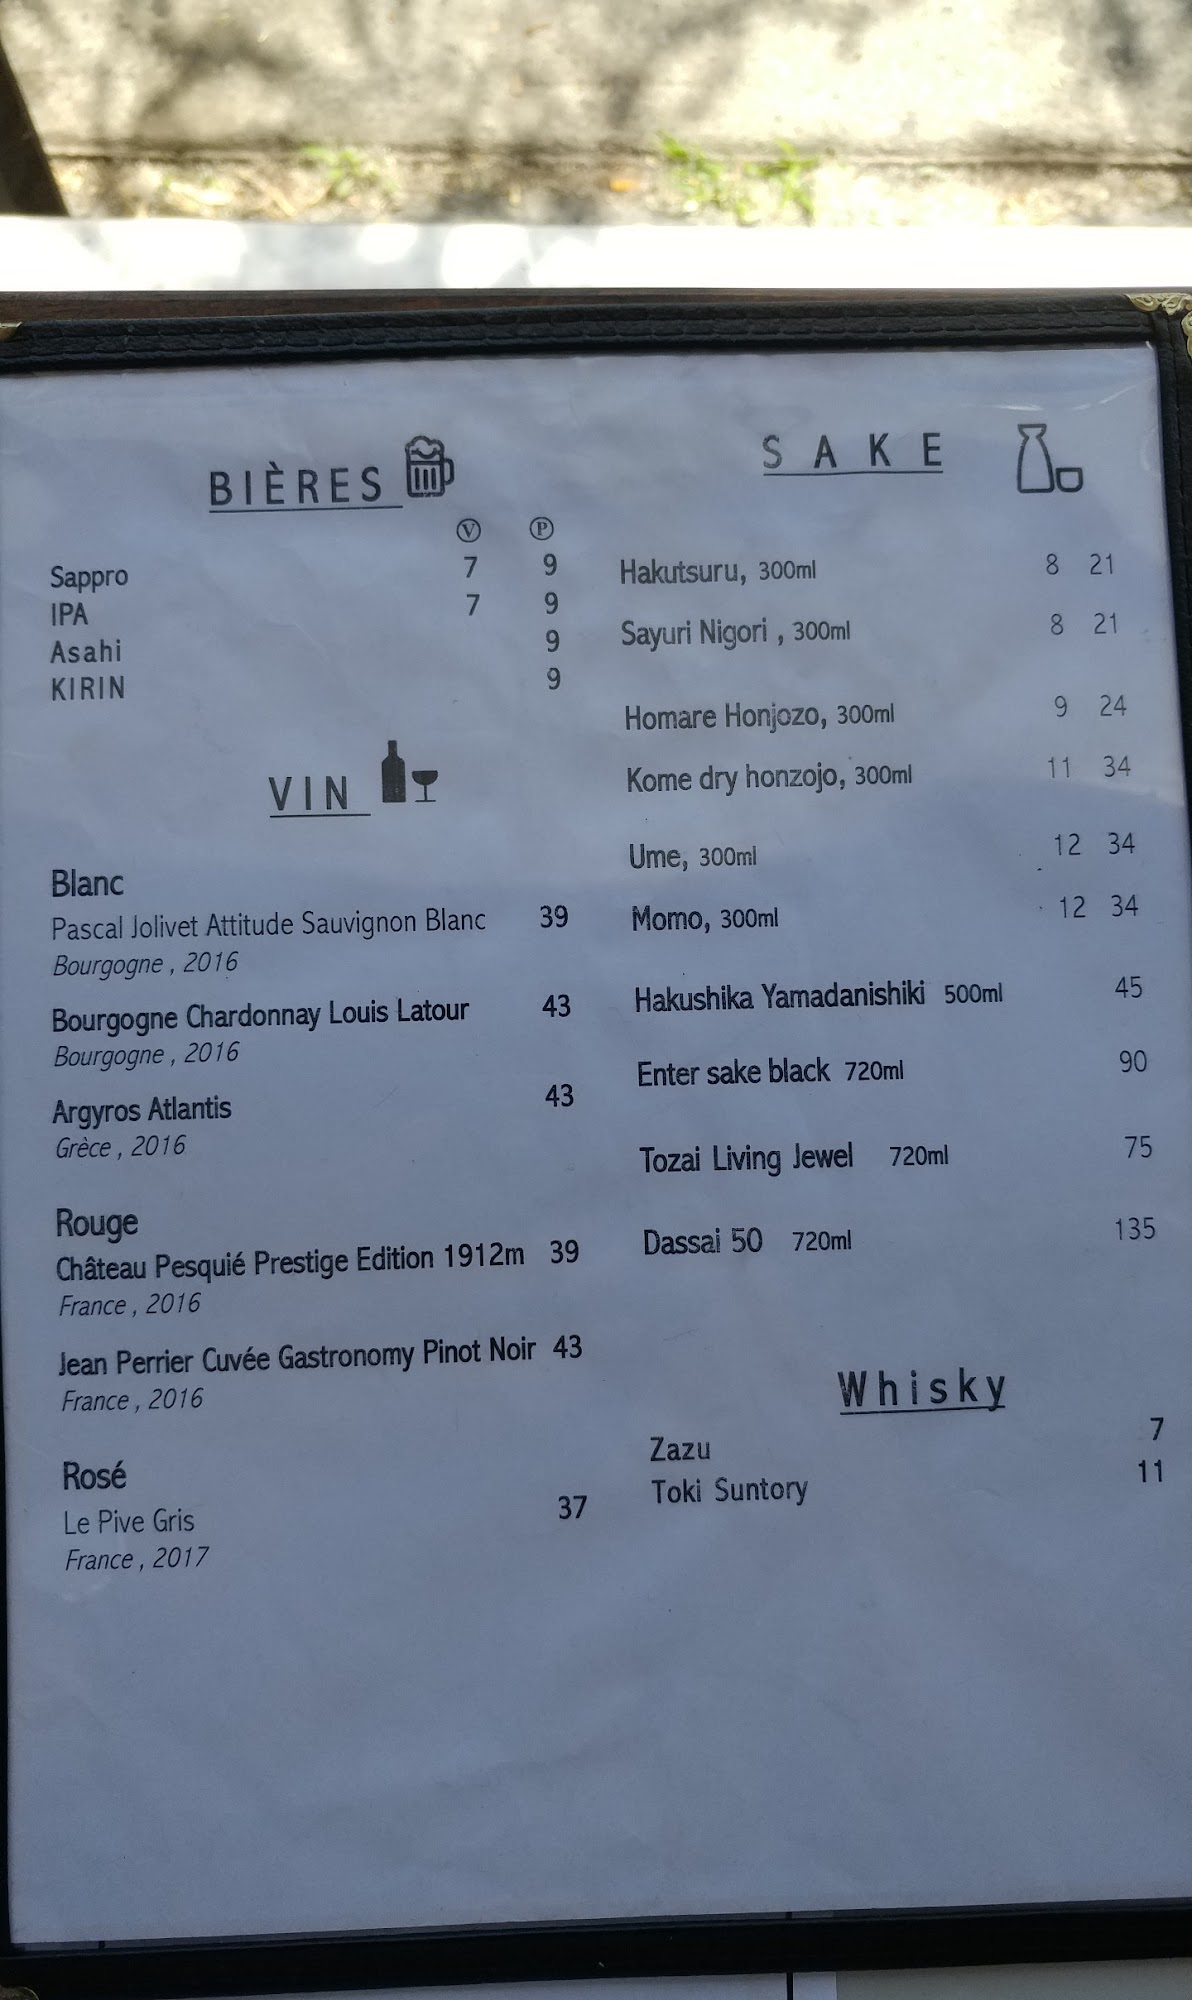 BIÈRES
Ⓥ Ⓟ
Sappro 7 9
IPA 7 9
Asahi 9
KIRIN 9
VIN
Blanc
Pascal Jolivet Attitude Sauvignon Blanc 39
Bourgogne , 2016
Bourgogne Chardonnay Louis Latour 43
Bourgogne , 2016
Argyros Atlantis 43
Grèce , 2016
Rouge
Château Pesquié Prestige Edition 1912m 39
France , 2016
Jean Perrier Cuvée Gastronomy Pinot Noir 43
France , 2016
Rosé
Le Pive Gris 37
France , 2017
SAKE
Hakutsuru, 300ml 8 21
Sayuri Nigori , 300ml 8 21
Homare Honjozo, 300ml 9 24
Kome dry honzojo, 300ml 11 34
Ume, 300ml 12 34
Momo, 300ml 12 34
Hakushika Yamadanishiki 500ml 45
Enter sake black 720ml 90
Tozai Living Jewel 720ml 75
Dassai 50 720ml 135
Whisky
Zazu 7
Toki Suntory 11